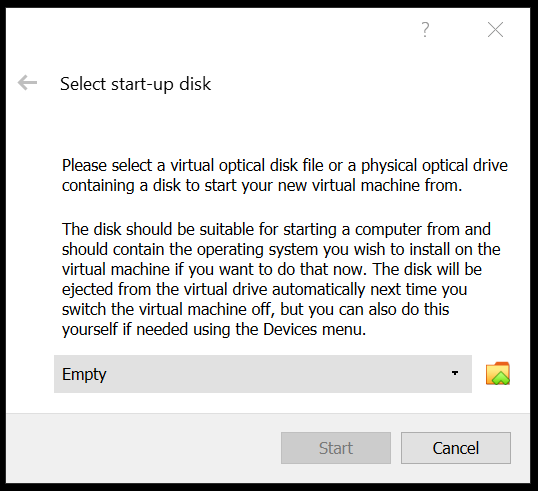 ?
Select start-up disk
Please select a virtual optical disk file or a physical optical drive
containing a disk to start your new virtual machine from.
The disk should be suitable for starting a computer from and
should contain the operating system you wish to install on the
virtual machine if you want to do that now. The disk will be
ejected from the virtual drive automatically next time you
switch the virtual machine off, but you can also do this
yourself if needed using the Devices menu.
Empty
Start Cancel